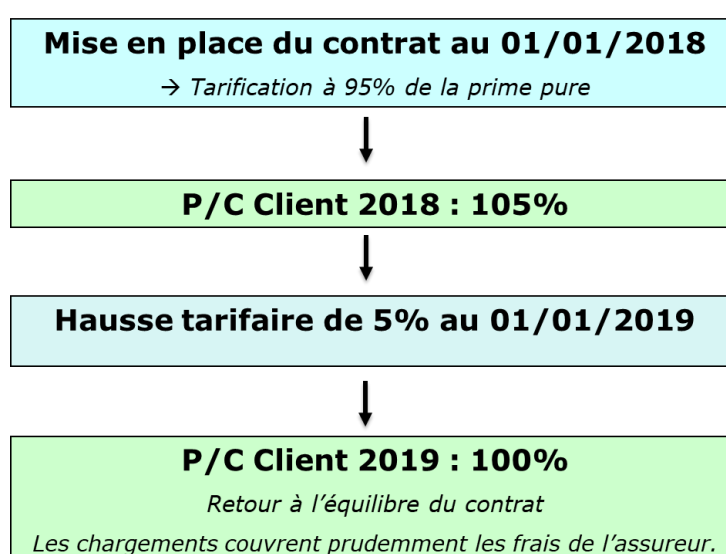 Mise en place du contrat au 01/01/2018
→ Tarification à 95% de la prime pure
P/C Client 2018 : 105%
Hausse tarifaire de 5% au 01/01/2019
P/C Client 2019 : 100%
Retour à l’équilibre du contrat
Les chargements couvrent prudemment les frais de l’assureur.